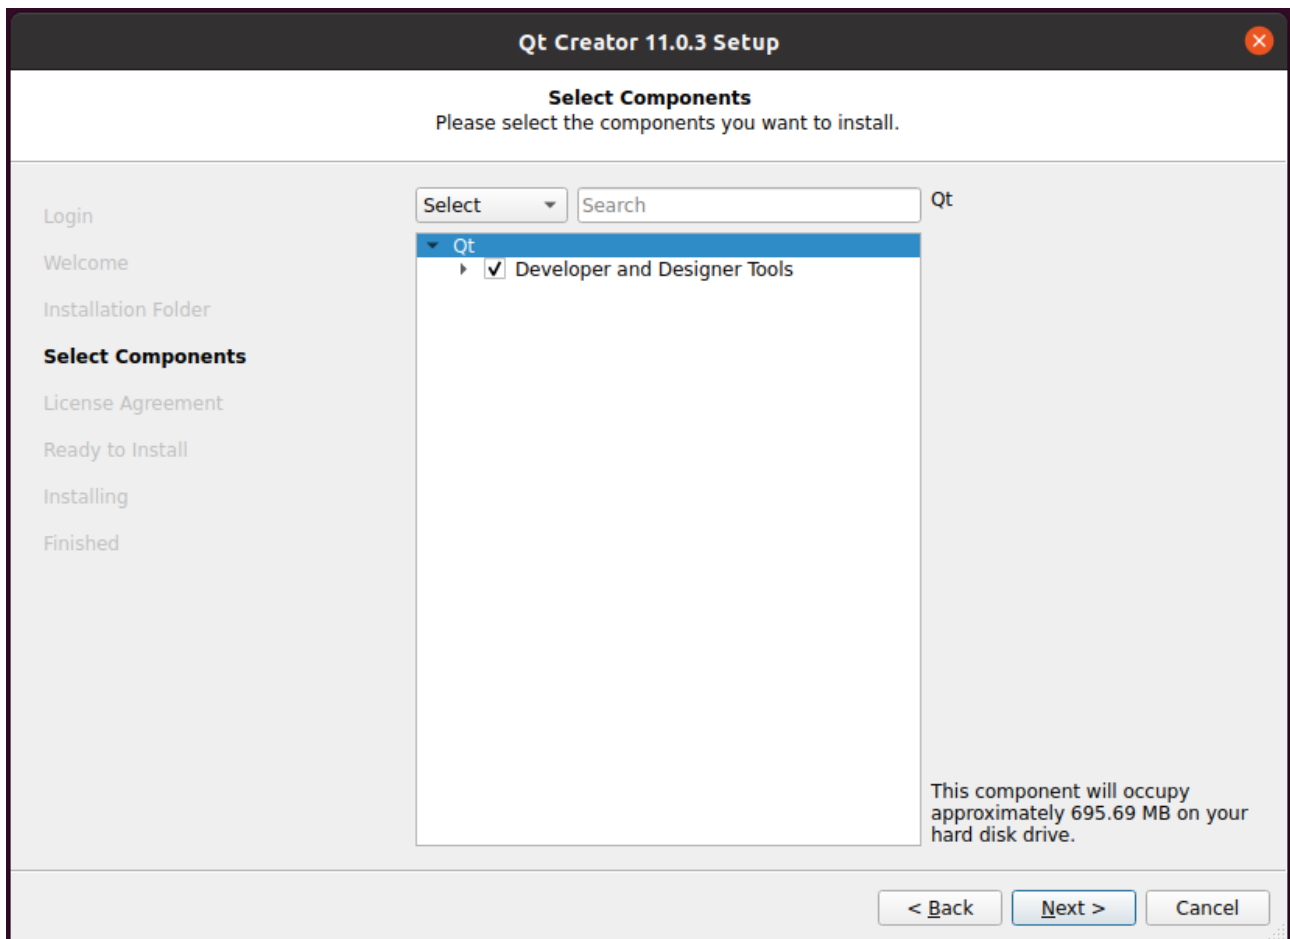 Qt Creator 11.0.3 Setup
Select Components
Please select the components you want to install.
Login
Welcome
Installation Folder
Select Components
License Agreement
Ready to Install
Installing
Finished
Select
Search
Qt
Developer and Designer Tools
Qt
This component will occupy
approximately 695.69 MB on your
hard disk drive.
< Back
Next >
Cancel